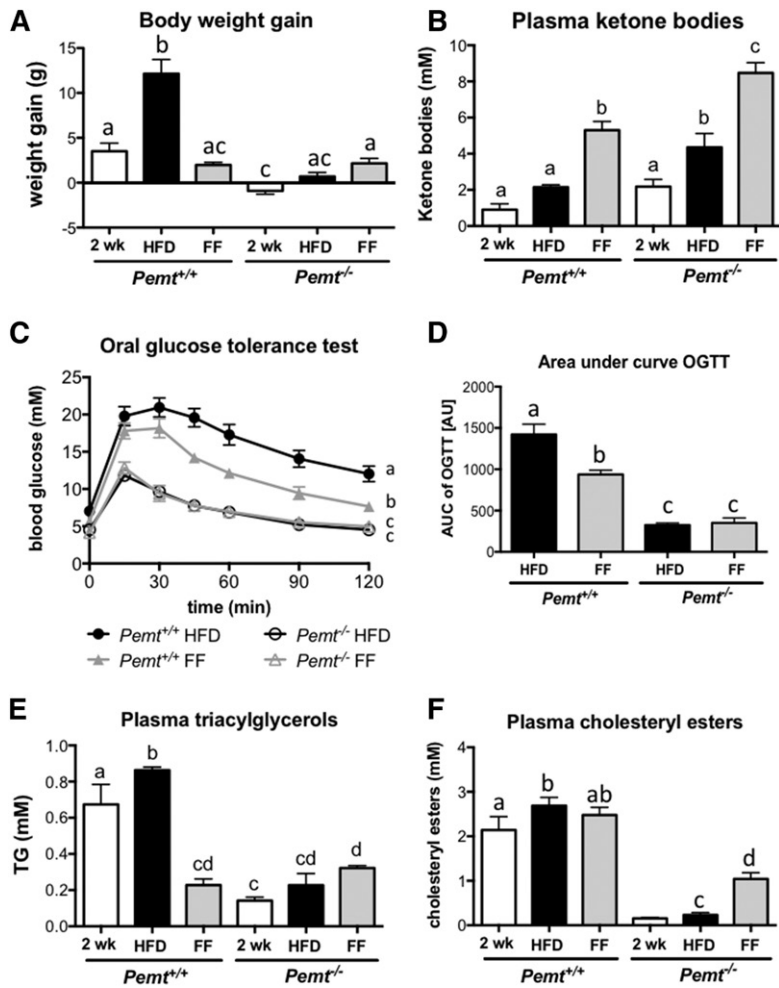 A
Body weight gain
weight gain (g)
15
10
5
0
-5
a
b
ac
c
ac
a
2 wk HFD FF 2 wk HFD FF
Pemt+/+ Pemt-/-
B
Plasma ketone bodies
Ketone bodies (mM)
10
8
6
4
2
0
a
a
b
a
b
c
2 wk HFD FF 2 wk HFD FF
Pemt+/+ Pemt-/-
C
Oral glucose tolerance test
blood glucose (mM)
25
20
15
10
5
0
a
b
c
c
0 30 60 90 120
time (min)
Pemt+/+ HFD Pemt-/- HFD
Pemt+/+ FF Pemt-/- FF
D
Area under curve OGTT
AUC of OGTT [AU]
2000
1500
1000
500
0
a
b
c
c
HFD FF HFD FF
Pemt+/+ Pemt-/-
E
Plasma triacylglycerols
TG (mM)
1.0
0.8
0.6
0.4
0.2
0.0
a
b
cd
c
cd
d
2 wk HFD FF 2 wk HFD FF
Pemt+/+ Pemt-/-
F
Plasma cholesteryl esters
cholesteryl esters (mM)
4
3
2
1
0
a
b
ab
c
d
2 wk HFD FF 2 wk HFD FF
Pemt+/+ Pemt-/-